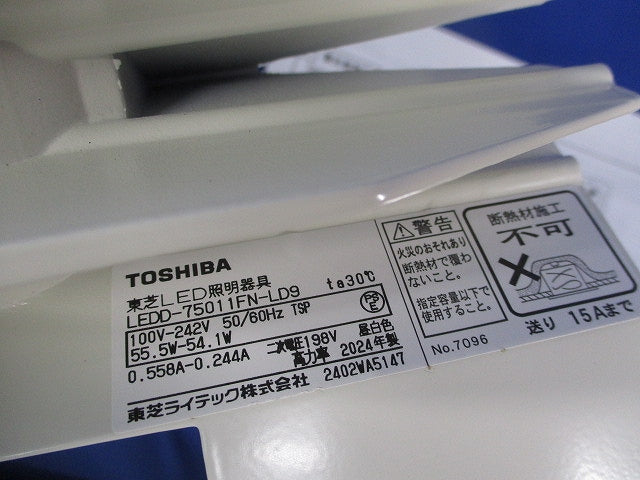 TOSHIBA
東芝LED照明器具 ta30℃
LEDD-75011FN-LD9
100V-242V 50/60Hz TSP
55.5W-54.1W
PS
E
二次電圧198V 昼白色
0.558A-0.244A 高力率 2024年製
東芝ライテック株式会社 2402WA5147
警告
火災のおそれあり
断熱材で覆わ
ないこと。
指定容量以下で
使用すること。
No.7096
断熱材施工
不可
送り 15Aまで